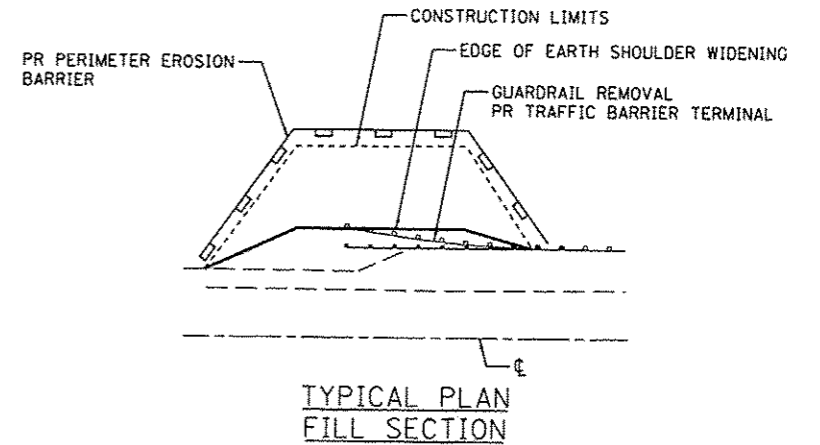 CONSTRUCTION LIMITS
EDGE OF EARTH SHOULDER WIDENING
PR PERIMETER EROSION
BARRIER
GUARDRAIL REMOVAL
PR TRAFFIC BARRIER TERMINAL
℄
TYPICAL PLAN
FILL SECTION